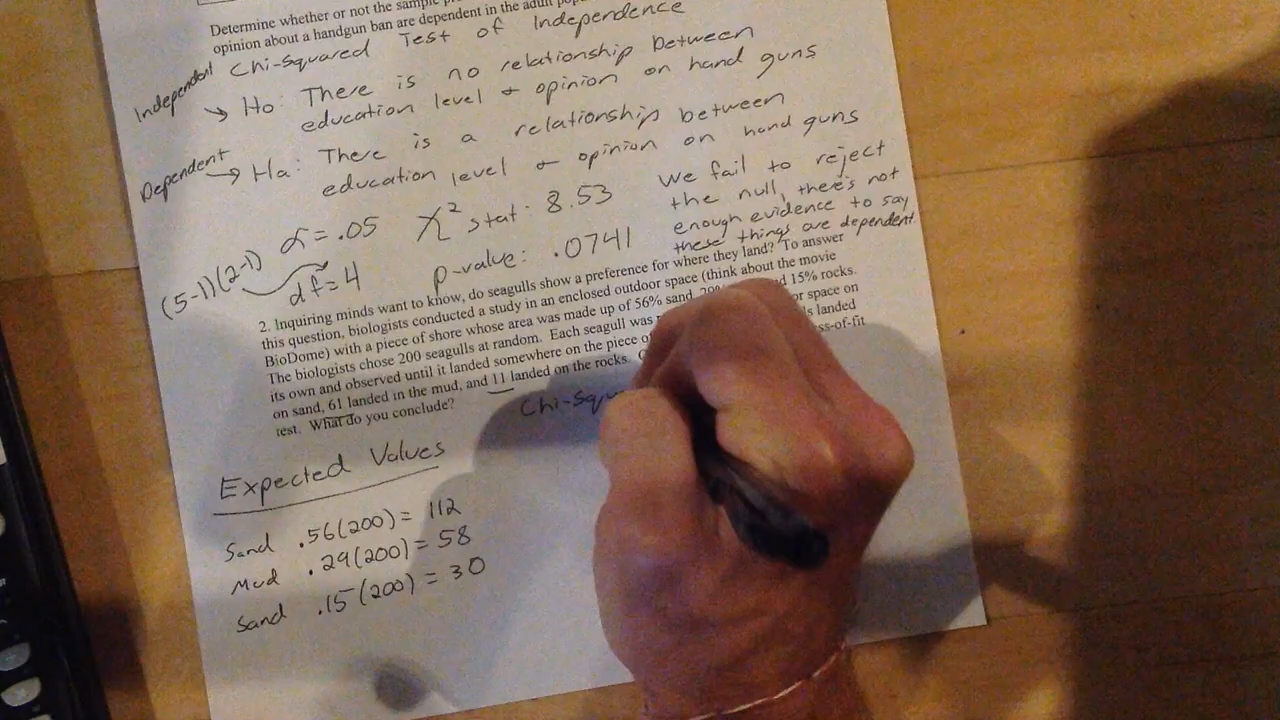 Determine whether or not the sample
opinion about a handgun ban are dependent in the adult
Chi-Squared Test of Independence
Independent → Ho: There is no relationship between
education level + opinion on hand guns
Dependent → Ha: There is a relationship between
education level + opinion on hand guns
α = .05 X² stat: 8.53
(5-1)(2-1) df = 4 p-value: .0741
We fail to reject
the null, there's not
enough evidence to say
these things are dependent.
2. Inquiring minds want to know, do seagulls show a preference for where they land? To answer
this question, biologists conducted a study in an enclosed outdoor space (think about the movie
BioDome) with a piece of shore whose area was made up of 56% sand, 29% 15% rocks.
The biologists chose 200 seagulls at random. Each seagull was space on
its own and observed until it landed somewhere on the piece landed
on sand, 61 landed in the mud, and 11 landed on the rocks. ss-of-fit
test. What do you conclude?
Chi-Squ
Expected Values
Sand .56(200) = 112
Mud .29(200) = 58
Sand .15(200) = 30